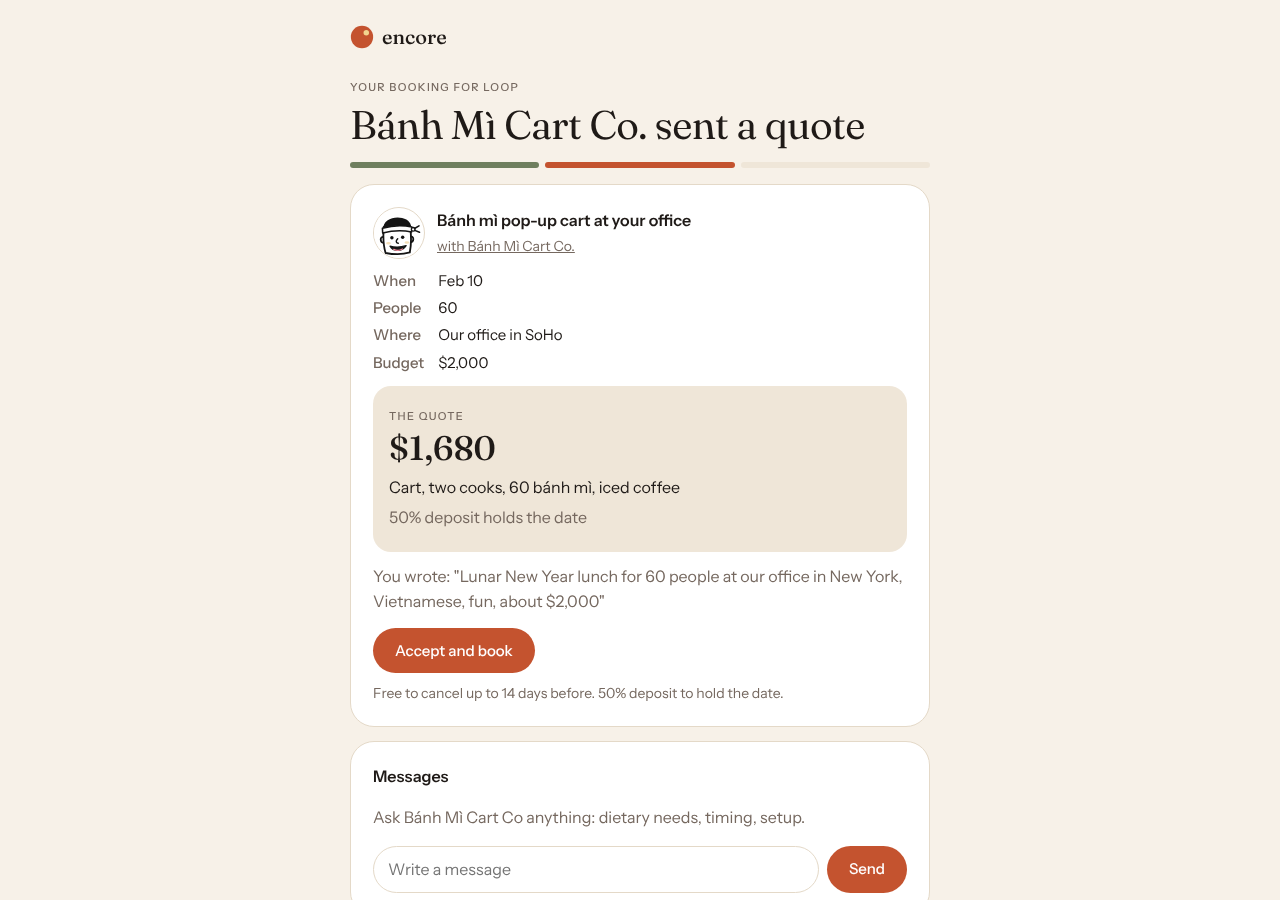 encore
YOUR BOOKING FOR LOOP
Bánh Mì Cart Co. sent a quote
Bánh mì pop-up cart at your office
with Bánh Mì Cart Co.
When Feb 10
People 60
Where Our office in SoHo
Budget $2,000
THE QUOTE
$1,680
Cart, two cooks, 60 bánh mì, iced coffee
50% deposit holds the date
You wrote: "Lunar New Year lunch for 60 people at our office in New York,
Vietnamese, fun, about $2,000"
Accept and book
Free to cancel up to 14 days before. 50% deposit to hold the date.
Messages
Ask Bánh Mì Cart Co anything: dietary needs, timing, setup.
Write a message Send